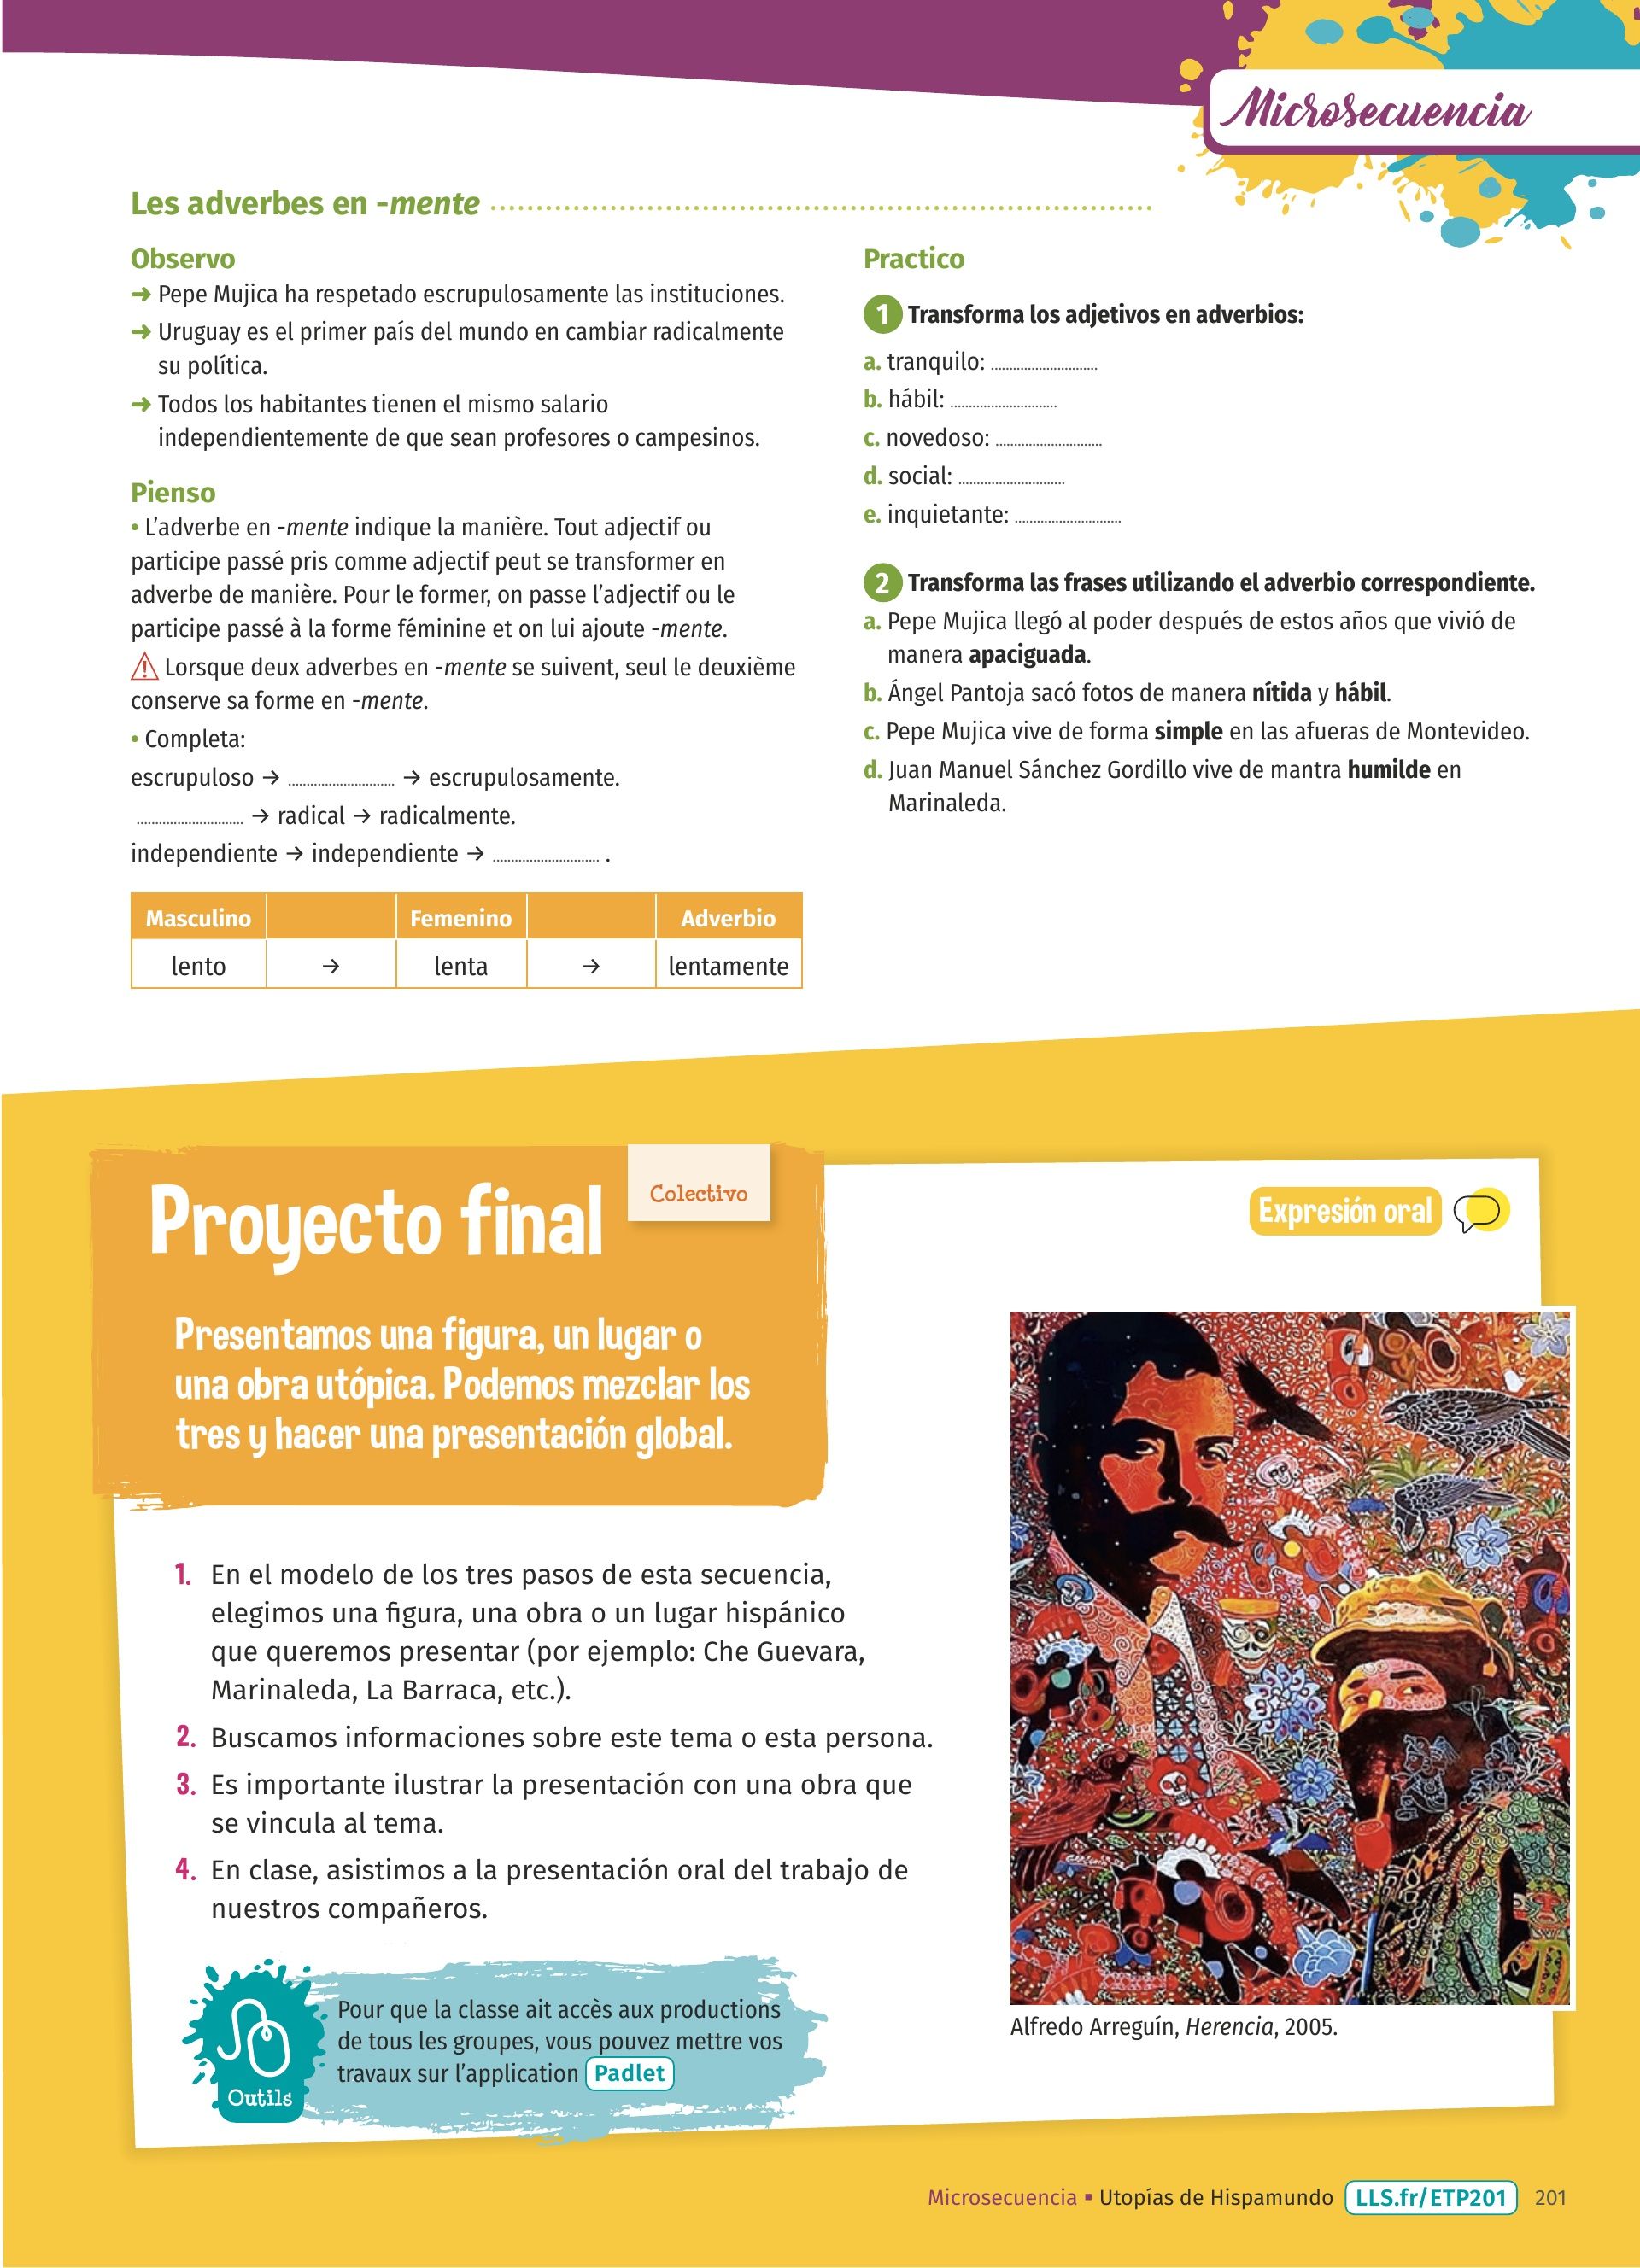 Microsecuencia
Les adverbes en -mente
Observo
➜ Pepe Mujica ha respetado escrupulosamente las instituciones.
➜ Uruguay es el primer país del mundo en cambiar radicalmente
su política.
➜ Todos los habitantes tienen el mismo salario
independientemente de que sean profesores o campesinos.
Pienso
• L’adverbe en -mente indique la manière. Tout adjectif ou
participe passé pris comme adjectif peut se transformer en
adverbe de manière. Pour le former, on passe l’adjectif ou le
participe passé à la forme féminine et on lui ajoute -mente.
⚠ Lorsque deux adverbes en -mente se suivent, seul le deuxième
conserve sa forme en -mente.
• Completa:
escrupuloso → ........................... → escrupulosamente.
........................... → radical → radicalmente.
independiente → independiente → ........................... .
Masculino Femenino Adverbio
lento → lenta → lentamente
Practico
1 Transforma los adjetivos en adverbios:
a. tranquilo: ...........................
b. hábil: ...........................
c. novedoso: ...........................
d. social: ...........................
e. inquietante: ...........................
2 Transforma las frases utilizando el adverbio correspondiente.
a. Pepe Mujica llegó al poder después de estos años que vivió de
manera apaciguada.
b. Ángel Pantoja sacó fotos de manera nítida y hábil.
c. Pepe Mujica vive de forma simple en las afueras de Montevideo.
d. Juan Manuel Sánchez Gordillo vive de mantra humilde en
Marinaleda.
Proyecto final
Colectivo
Presentamos una figura, un lugar o
una obra utópica. Podemos mezclar los
tres y hacer una presentación global.
Expresión oral
1. En el modelo de los tres pasos de esta secuencia,
elegimos una figura, una obra o un lugar hispánico
que queremos presentar (por ejemplo: Che Guevara,
Marinaleda, La Barraca, etc.).
2. Buscamos informaciones sobre este tema o esta persona.
3. Es importante ilustrar la presentación con una obra que
se vincula al tema.
4. En clase, asistimos a la presentación oral del trabajo de
nuestros compañeros.
Outils
Pour que la classe ait accès aux productions
de tous les groupes, vous pouvez mettre vos
travaux sur l’application Padlet
Alfredo Arreguín, Herencia, 2005.
Microsecuencia ▪ Utopías de Hispamundo LLS.fr/ETP201 201